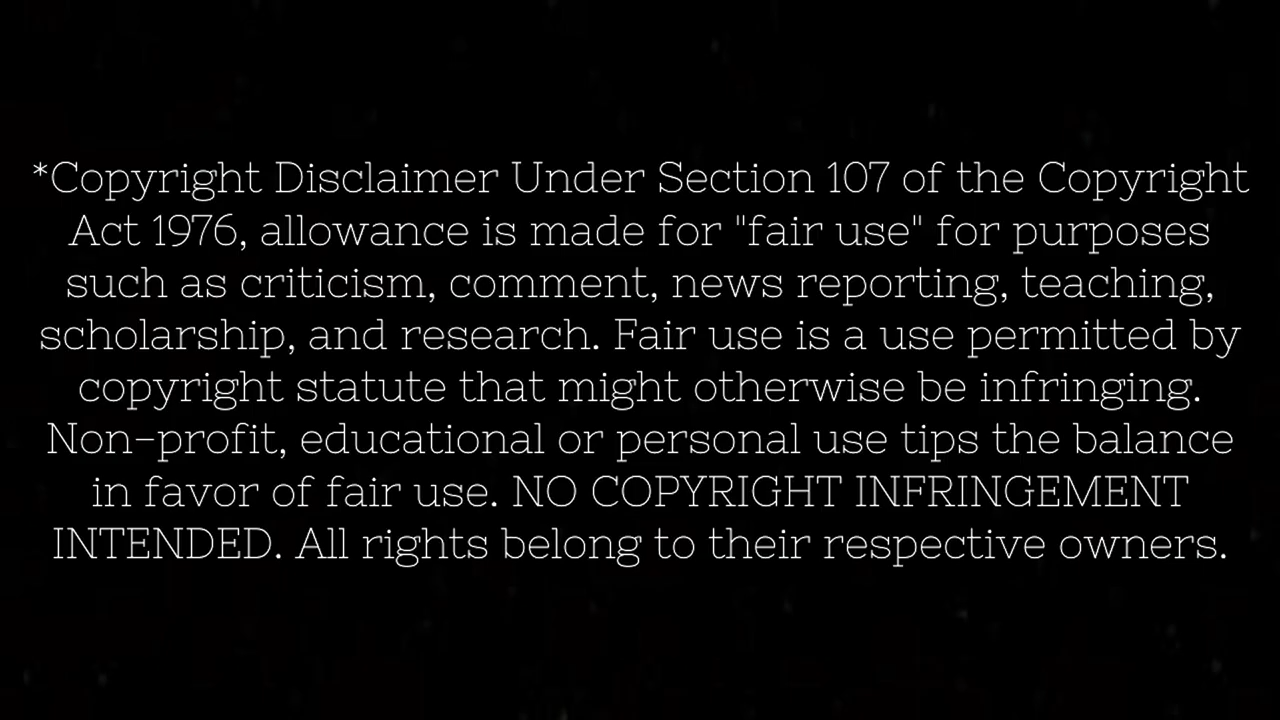 *Copyright Disclaimer Under Section 107 of the Copyright
Act 1976, allowance is made for "fair use" for purposes
such as criticism, comment, news reporting, teaching,
scholarship, and research. Fair use is a use permitted by
copyright statute that might otherwise be infringing.
Non-profit, educational or personal use tips the balance
in favor of fair use. NO COPYRIGHT INFRINGEMENT
INTENDED. All rights belong to their respective owners.